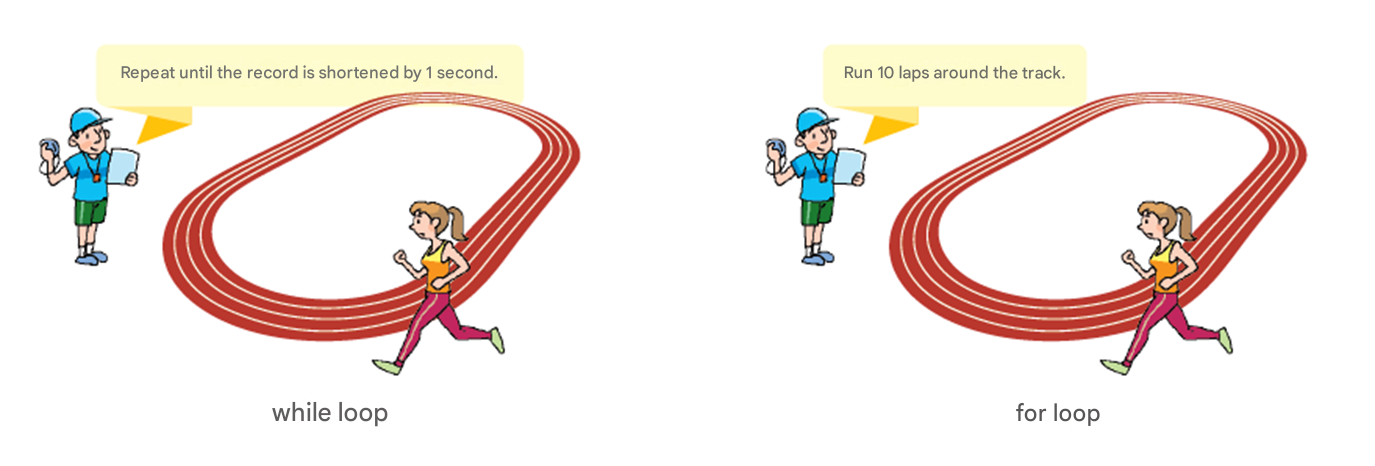 Repeat until the record is shortened by 1 second.
Run 10 laps around the track.
while loop
for loop